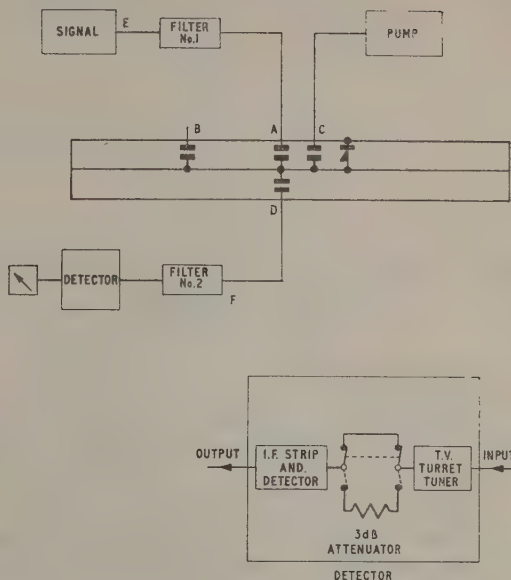 SIGNAL
E
FILTER
No.1
PUMP
B
A
C
D
DETECTOR
FILTER
No.2
F
OUTPUT
I.F. STRIP
AND.
DETECTOR
T.V.
TURRET
TUNER
INPUT
3dB
ATTENUATOR
DETECTOR